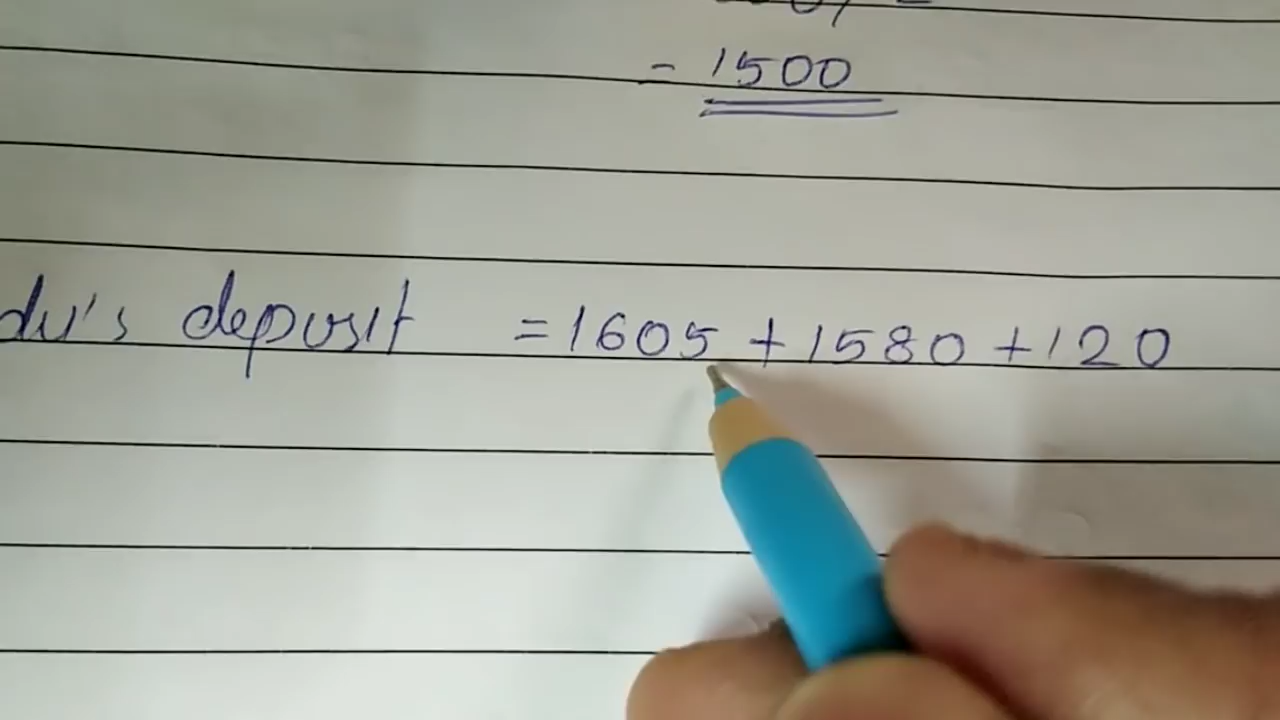 = 1500
du's deposit = 1605 + 1580 + 120